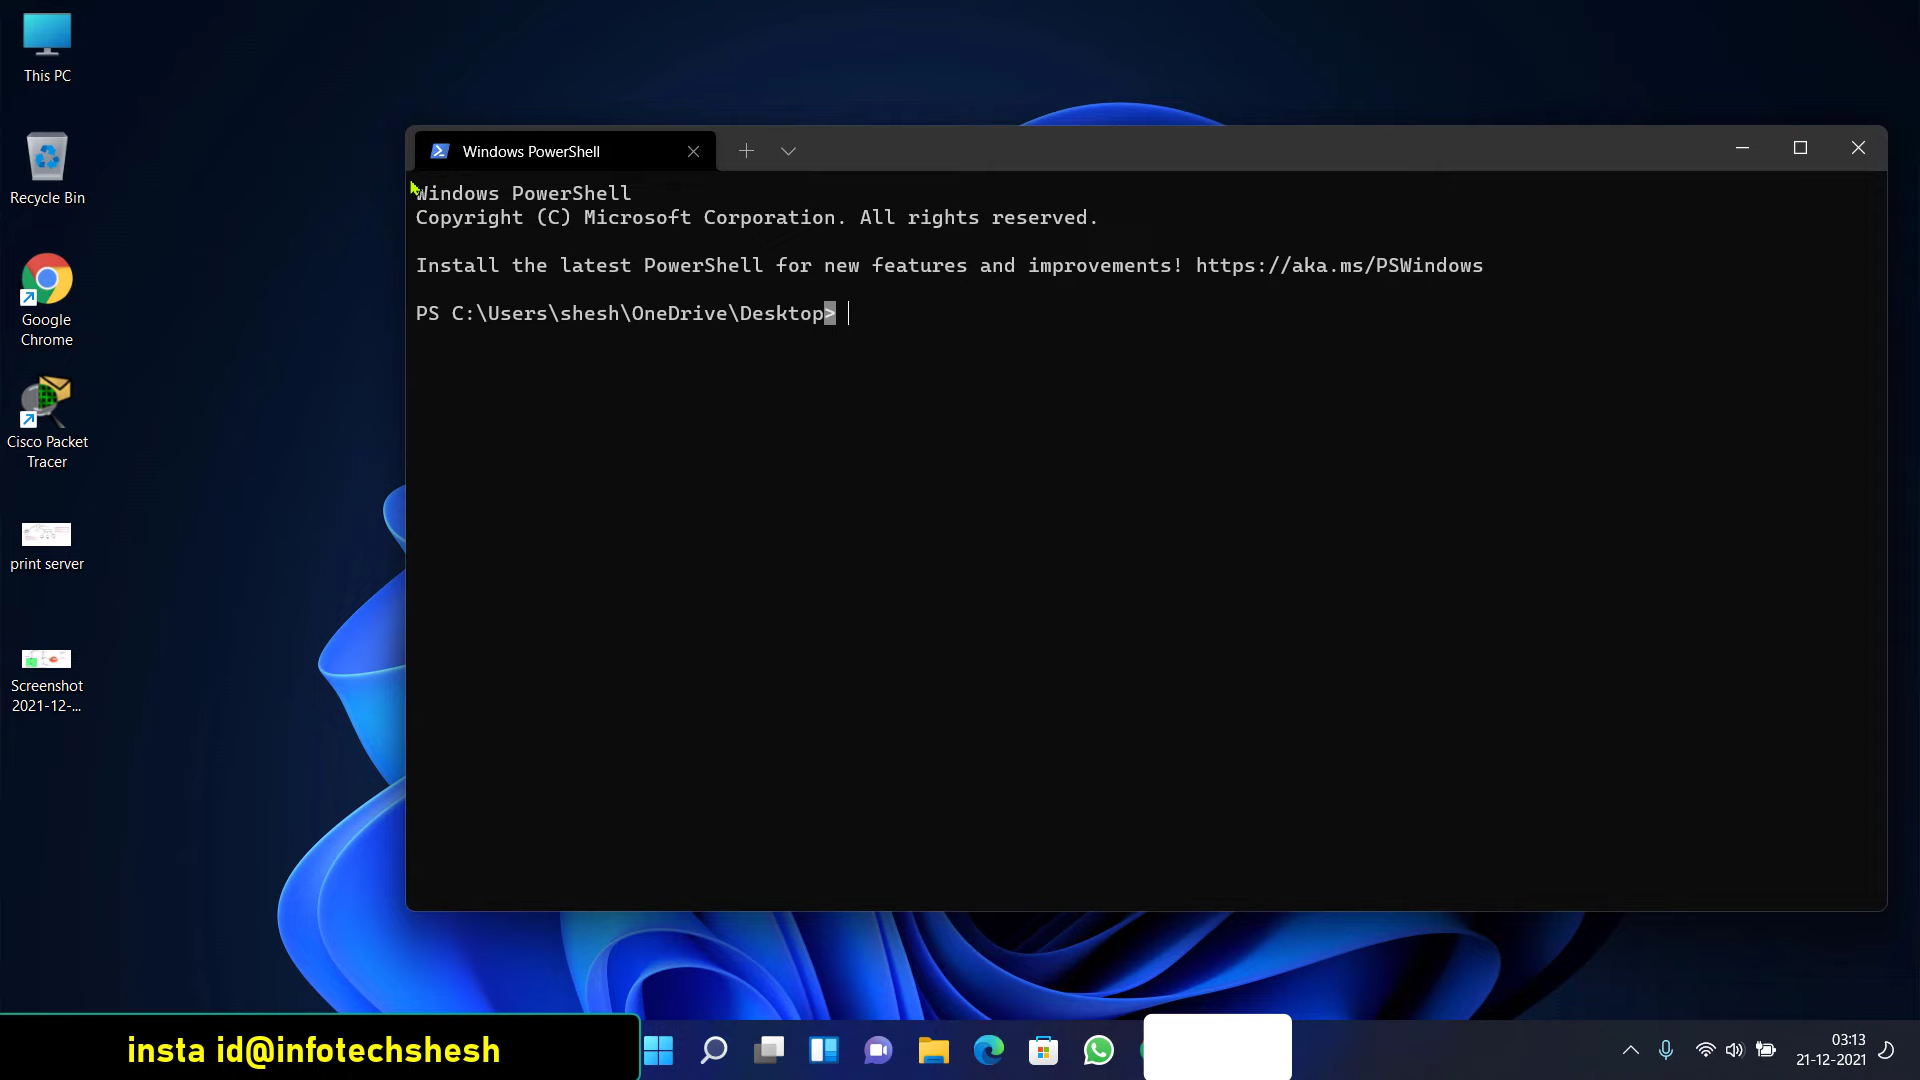 This PC
Recycle Bin
Google
Chrome
Cisco Packet
Tracer
print server
Screenshot
2021-12-...
Windows PowerShell
Windows PowerShell
Copyright (C) Microsoft Corporation. All rights reserved.
Install the latest PowerShell for new features and improvements! https://aka.ms/PSWindows
PS C:\Users\shesh\OneDrive\Desktop>
insta id@infotechshesh
03:13
21-12-2021